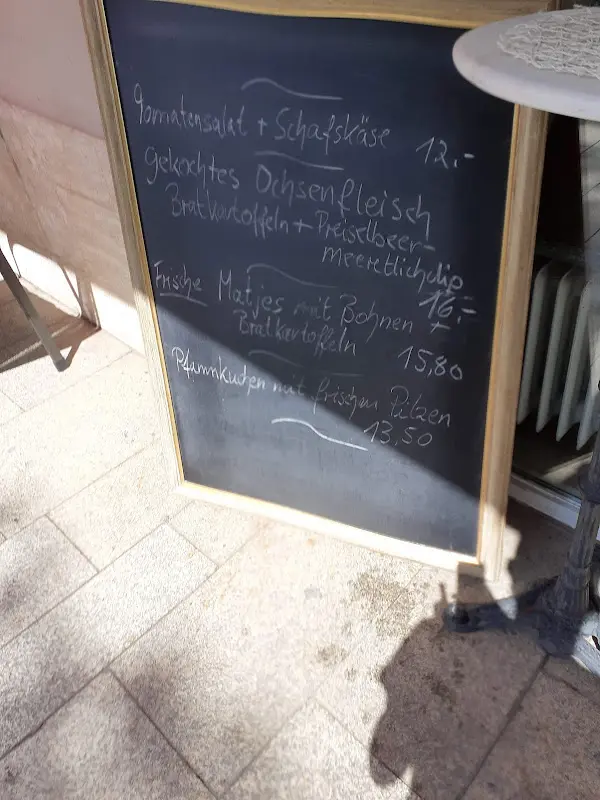 Tomatensalat + Schafskäse 12,-
Gekochtes Ochsenfleisch
Bratkartoffeln + Preiselbeer-
meerettichdip
16,-
Frische Matjes mit Bohnen +
Bratkartoffeln 15,80
Pfannkuchen mit frischen Pilzen
13,50